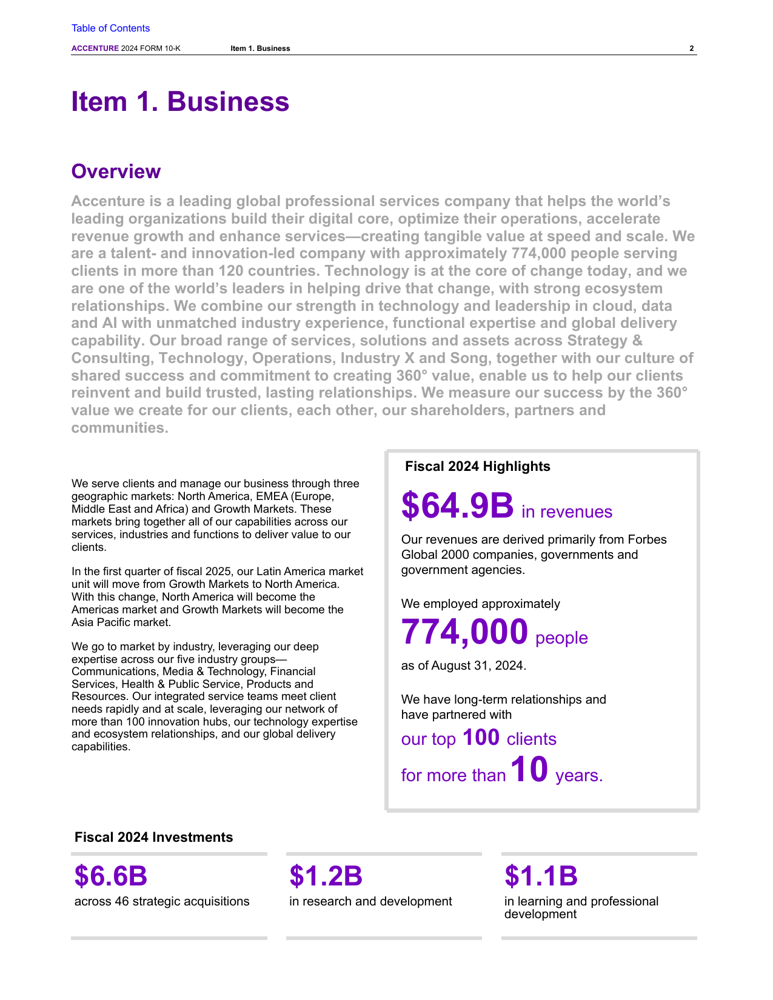 Table of Contents
ACCENTURE 2024 FORM 10-K Item 1. Business 2
Item 1. Business
Overview
Accenture is a leading global professional services company that helps the world’s
leading organizations build their digital core, optimize their operations, accelerate
revenue growth and enhance services—creating tangible value at speed and scale. We
are a talent- and innovation-led company with approximately 774,000 people serving
clients in more than 120 countries. Technology is at the core of change today, and we
are one of the world’s leaders in helping drive that change, with strong ecosystem
relationships. We combine our strength in technology and leadership in cloud, data
and AI with unmatched industry experience, functional expertise and global delivery
capability. Our broad range of services, solutions and assets across Strategy &
Consulting, Technology, Operations, Industry X and Song, together with our culture of
shared success and commitment to creating 360° value, enable us to help our clients
reinvent and build trusted, lasting relationships. We measure our success by the 360°
value we create for our clients, each other, our shareholders, partners and
communities.
We serve clients and manage our business through three
geographic markets: North America, EMEA (Europe,
Middle East and Africa) and Growth Markets. These
markets bring together all of our capabilities across our
services, industries and functions to deliver value to our
clients.
In the first quarter of fiscal 2025, our Latin America market
unit will move from Growth Markets to North America.
With this change, North America will become the
Americas market and Growth Markets will become the
Asia Pacific market.
We go to market by industry, leveraging our deep
expertise across our five industry groups—
Communications, Media & Technology, Financial
Services, Health & Public Service, Products and
Resources. Our integrated service teams meet client
needs rapidly and at scale, leveraging our network of
more than 100 innovation hubs, our technology expertise
and ecosystem relationships, and our global delivery
capabilities.
Fiscal 2024 Highlights
$64.9B in revenues
Our revenues are derived primarily from Forbes
Global 2000 companies, governments and
government agencies.
We employed approximately
774,000 people
as of August 31, 2024.
We have long-term relationships and
have partnered with
our top 100 clients
for more than 10 years.
Fiscal 2024 Investments
$6.6B
across 46 strategic acquisitions
$1.2B
in research and development
$1.1B
in learning and professional
development